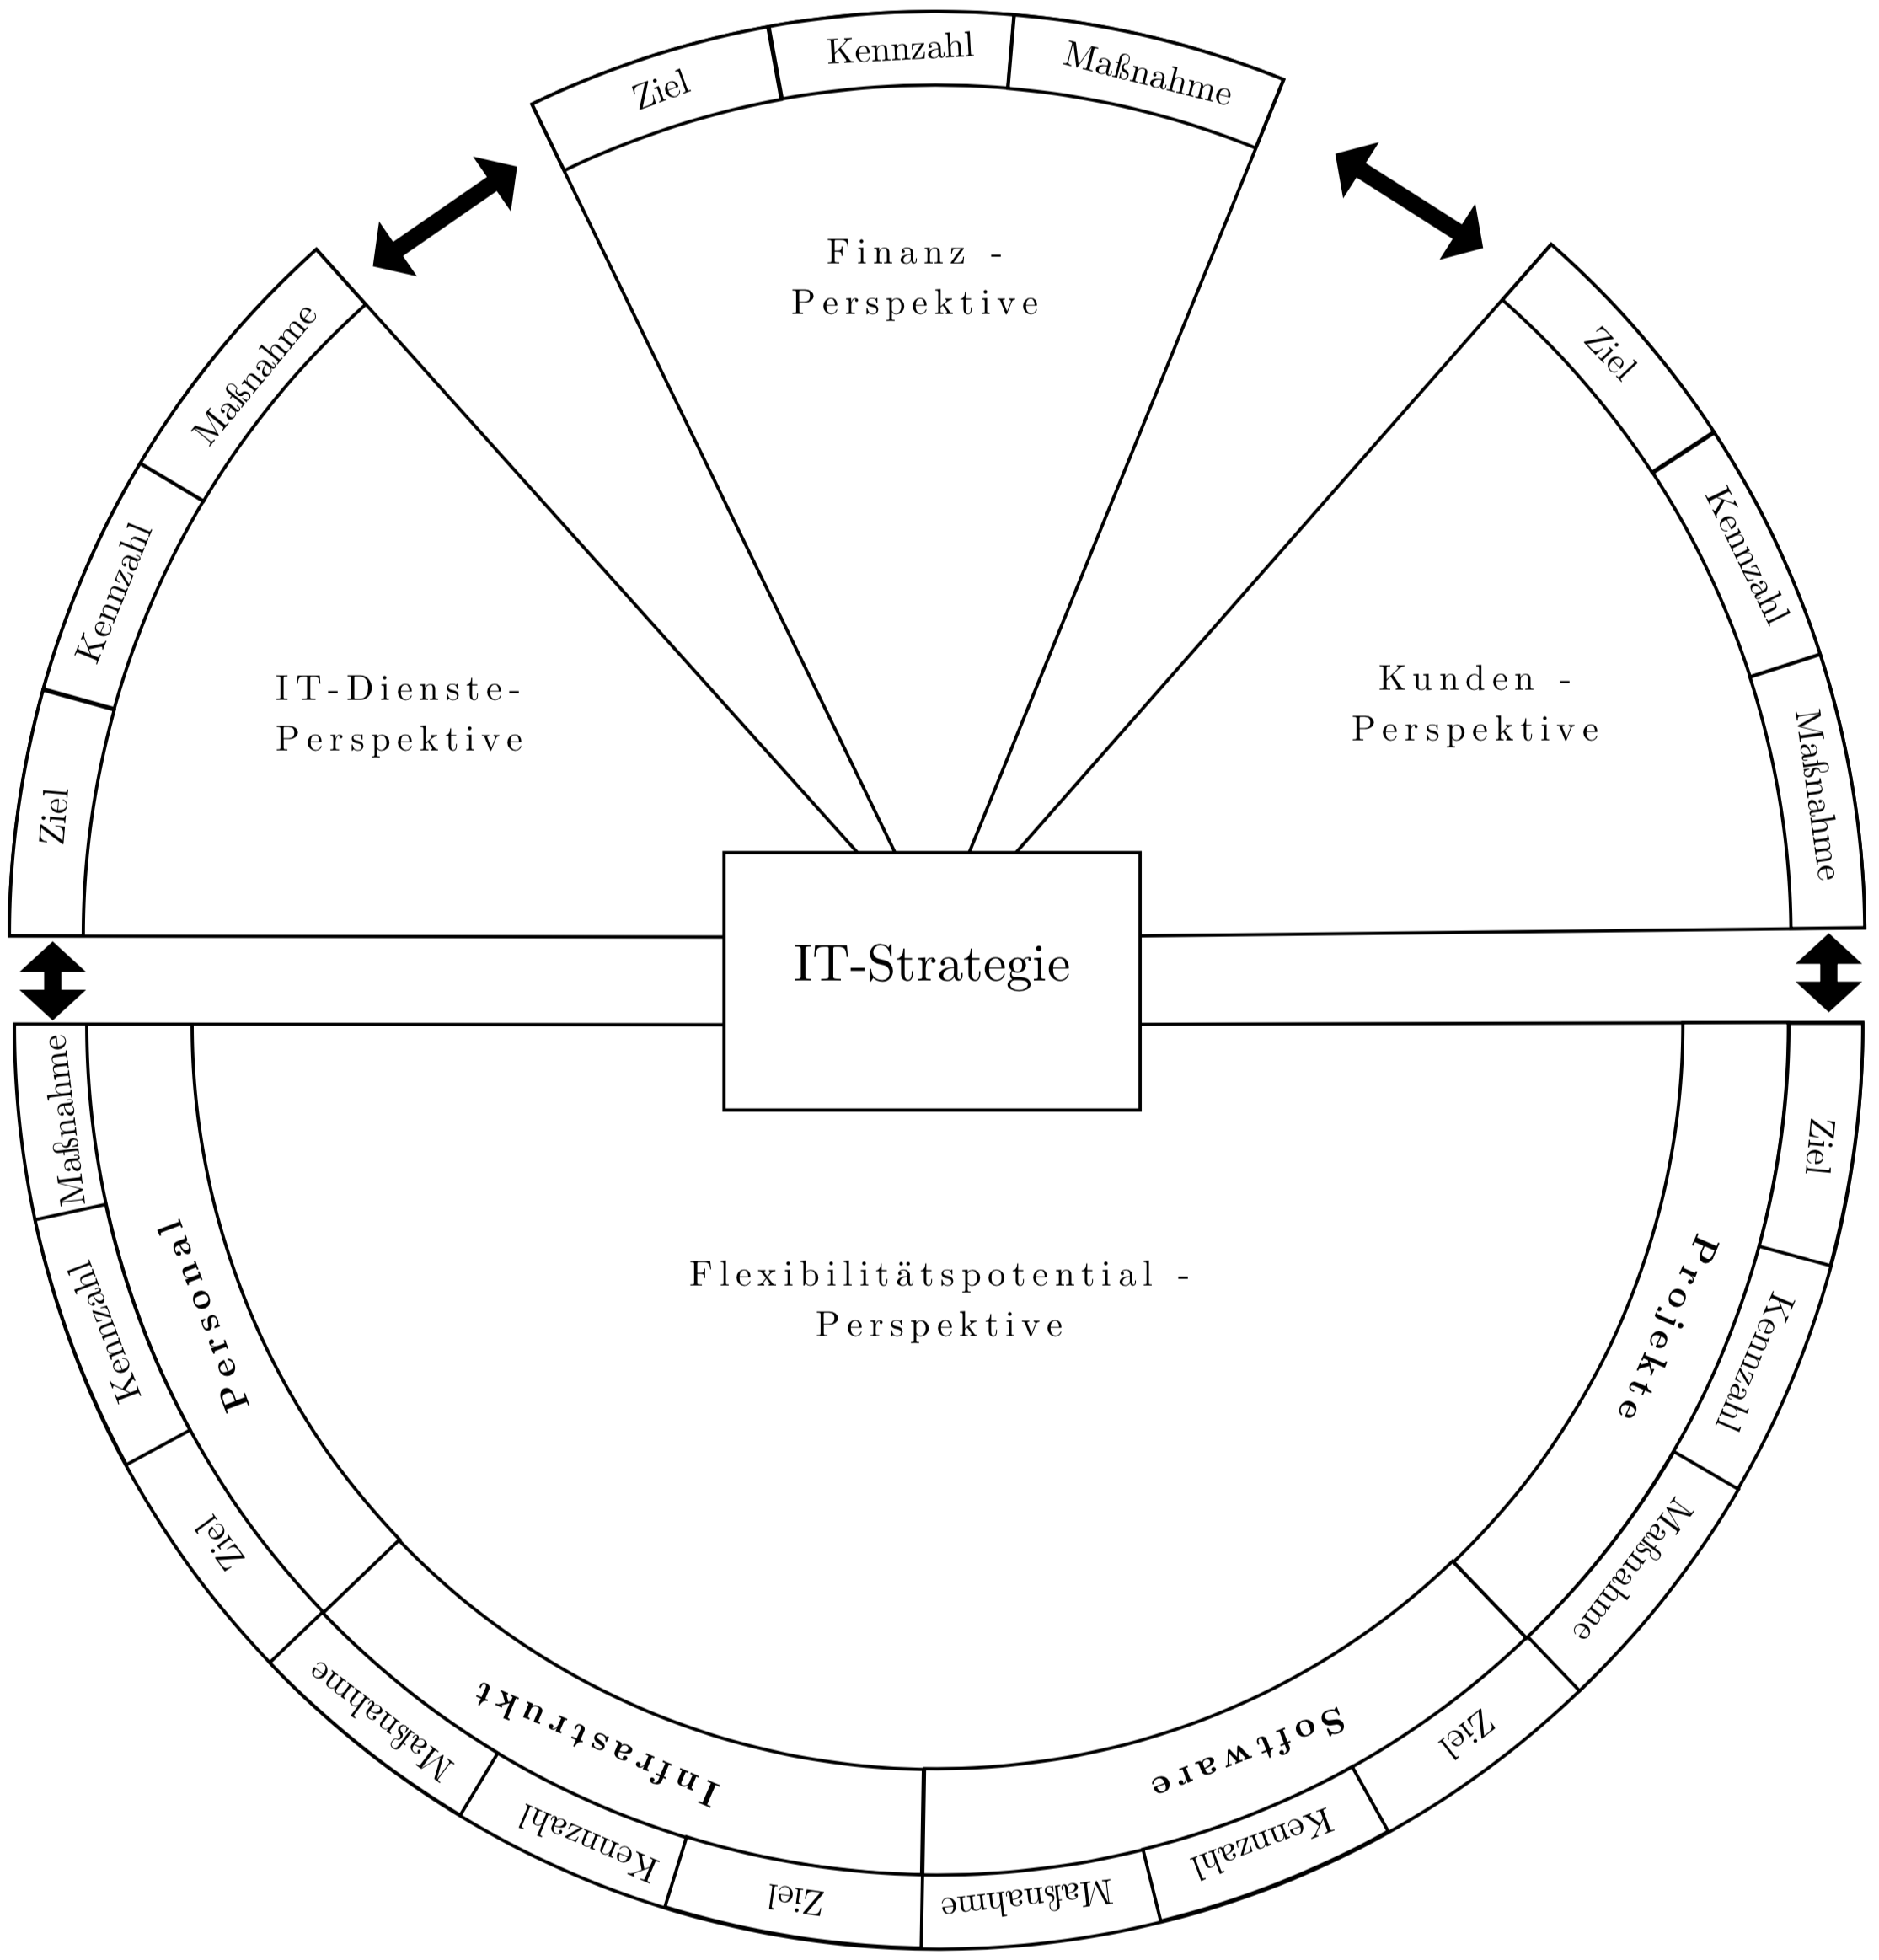 Ziel
Kennzahl
Maßnahme
Finanz -
Perspektive
Ziel
Kennzahl
Maßnahme
IT-Dienste-
Perspektive
Ziel
Kennzahl
Maßnahme
Kunden -
Perspektive
IT-Strategie
Flexibilitätspotential -
Perspektive
Projekte
Ziel
Kennzahl
Maßnahme
Software
Ziel
Kennzahl
Maßnahme
Infrastrukt
Ziel
Kennzahl
Maßnahme
Personal
Ziel
Kennzahl
Maßnahme